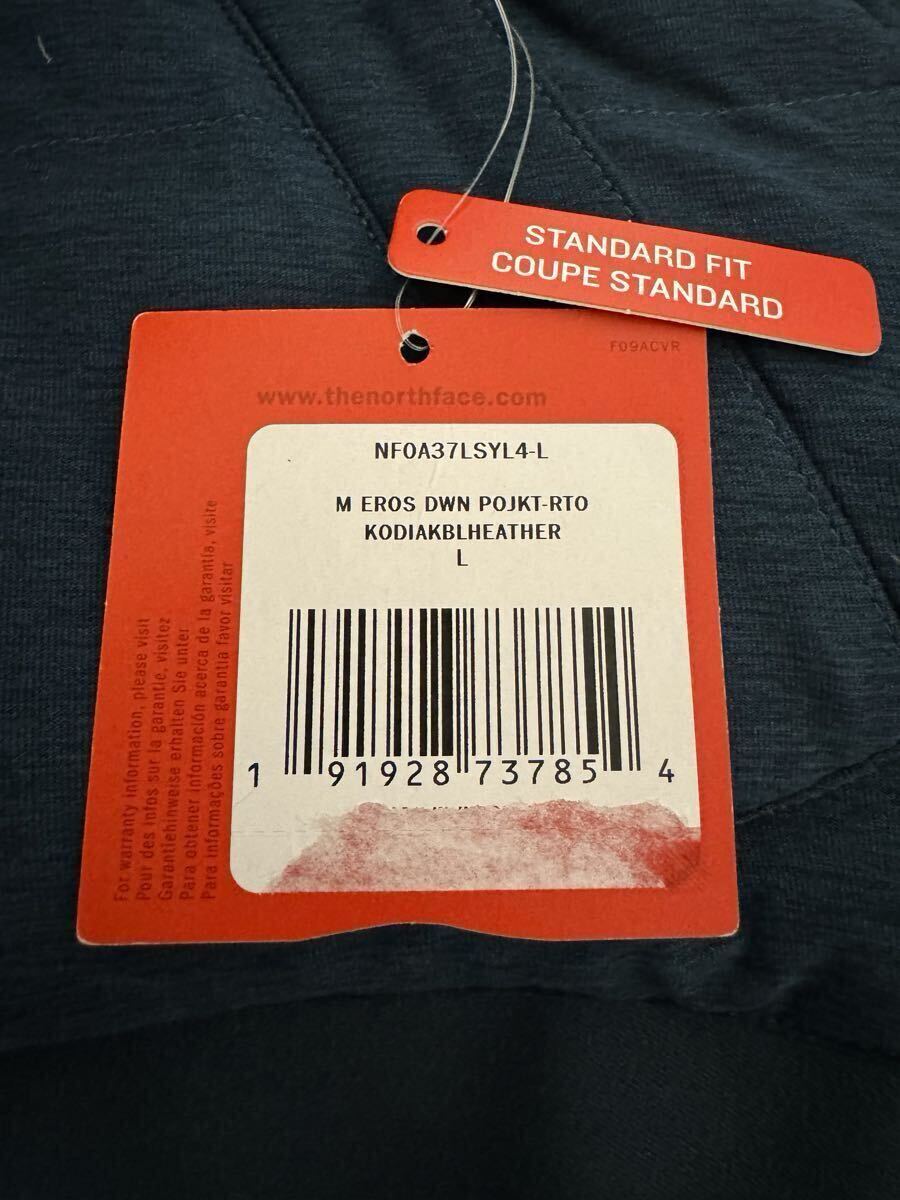 STANDARD FIT
COUPE STANDARD
F09ACVR
www.thenorthface.com
NF0A37LSYL4-L
M EROS DWN POJKT-RTO
KODIAKBLHEATHER
L
1 91928 73785 4
For warranty information, please visit
Pour des infos sur la garantie, visitez
Garantiehinweise erhalten Sie unter
Para obtener información acerca de la garantía, visite
Para informações sobre garantia favor visitar